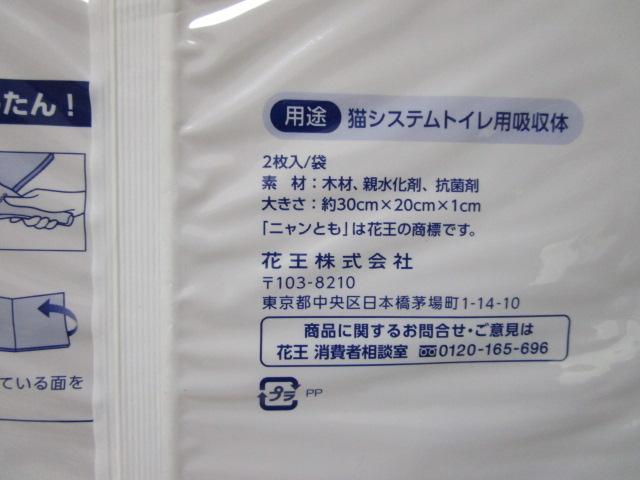 たん！
ている面を
用途 猫システムトイレ用吸収体
2枚入/袋
素　材：木材、親水化剤、抗菌剤
大きさ：約30cm×20cm×1cm
「ニャンとも」は花王の商標です。
花王株式会社
〒103-8210
東京都中央区日本橋茅場町1-14-10
商品に関するお問合せ・ご意見は
花王 消費者相談室 0120-165-696
プラ PP